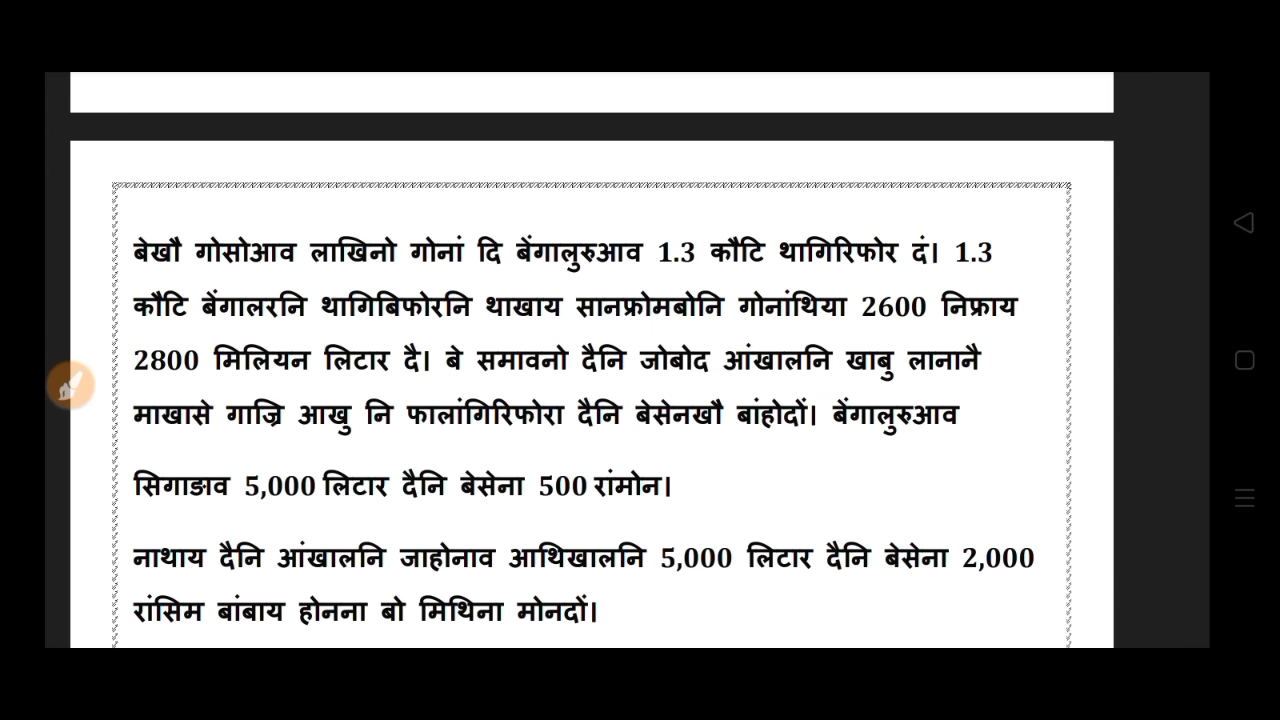 बेखौ गोसोआव लाखिनो गोनां दि बेंगालुरुआव 1.3 कौटि थागिरिफोर दं। 1.3
कौटि बेंगालरनि थागिबिफोरनि थाखाय सानफ्रोमबोनि गोनांथिया 2600 निफ्राय
2800 मिलियन लिटार दै। बे समावनो दैनि जोबोद आंखालनि खाबु लानानै
माखासे गाज्रि आखु नि फालांगिरिफोरा दैनि बेसेनखौ बांहोदों। बेंगालुरुआव
सिगाङाव 5,000 लिटार दैनि बेसेना 500 रांमोन।
नाथाय दैनि आंखालनि जाहोनाव आथिखालनि 5,000 लिटार दैनि बेसेना 2,000
रांसिम बांबाय होनना बो मिथिना मोनदों।